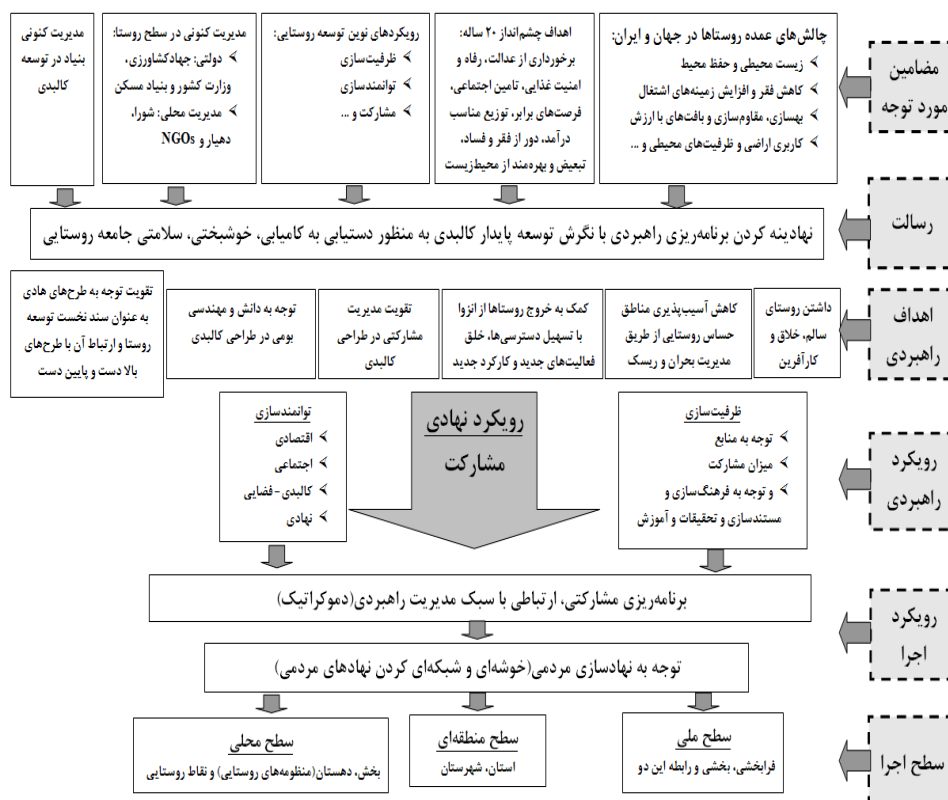 مضامین
مورد توجه
چالش‌های عمده روستاها در جهان و ایران:
زیست محیطی و حفظ محیط
کاهش فقر و افزایش زمینه‌های اشتغال
بهسازی، مقاوم‌سازی و بافت‌های با ارزش
کاربری اراضی و ظرفیت‌های محیطی و ...
اهداف چشم‌انداز ۲۰ ساله:
برخورداری از عدالت، رفاه و
امنیت غذایی، تامین اجتماعی،
فرصت‌های برابر، توزیع مناسب
درآمد، دور از فقر و فساد،
تبعیض و بهره‌مند از محیط‌زیست
رویکردهای نوین توسعه روستایی:
ظرفیت‌سازی
توانمندسازی
مشارکت و ...
مدیریت کنونی در سطح روستا:
دولتی: جهادکشاورزی،
وزارت کشور و بنیاد مسکن
مدیریت محلی: شورا،
دهیار و NGOs
مدیریت کنونی
بنیاد در توسعه
کالبدی
رسالت
نهادینه کردن برنامه‌ریزی راهبردی با نگرش توسعه پایدار کالبدی به منظور دستیابی به کامیابی، خوشبختی، سلامتی جامعه روستایی
اهداف
راهبردی
داشتن روستای
سالم، خلاق و
کارآفرین
کاهش آسیب‌پذیری مناطق
حساس روستایی از طریق
مدیریت بحران و ریسک
کمک به خروج روستاها از انزوا
با تسهیل دسترسی‌ها، خلق
فعالیت‌های جدید و کارکرد جدید
تقویت مدیریت
مشارکتی در طراحی
کالبدی
توجه به دانش و مهندسی
بومی در طراحی کالبدی
تقویت توجه به طرح‌های هادی
به عنوان سند نخست توسعه
روستا و ارتباط آن با طرح‌های
بالا دست و پایین دست
رویکرد
راهبردی
ظرفیت‌سازی
توجه به منابع
میزان مشارکت
و توجه به فرهنگ‌سازی و
مستندسازی و تحقیقات و آموزش
رویکرد نهادی
مشارکت
توانمندسازی
اقتصادی
اجتماعی
کالبدی-فضایی
نهادی
رویکرد
اجرا
برنامه‌ریزی مشارکتی، ارتباطی با سبک مدیریت راهبردی(دموکراتیک)
توجه به نهادسازی مردمی(خوشه‌ای و شبکه‌ای کردن نهادهای مردمی)
سطح اجرا
سطح ملی
فرابخشی، بخشی و رابطه این دو
سطح منطقه‌ای
استان، شهرستان
سطح محلی
بخش، دهستان(منظومه‌های روستایی) و نقاط روستایی